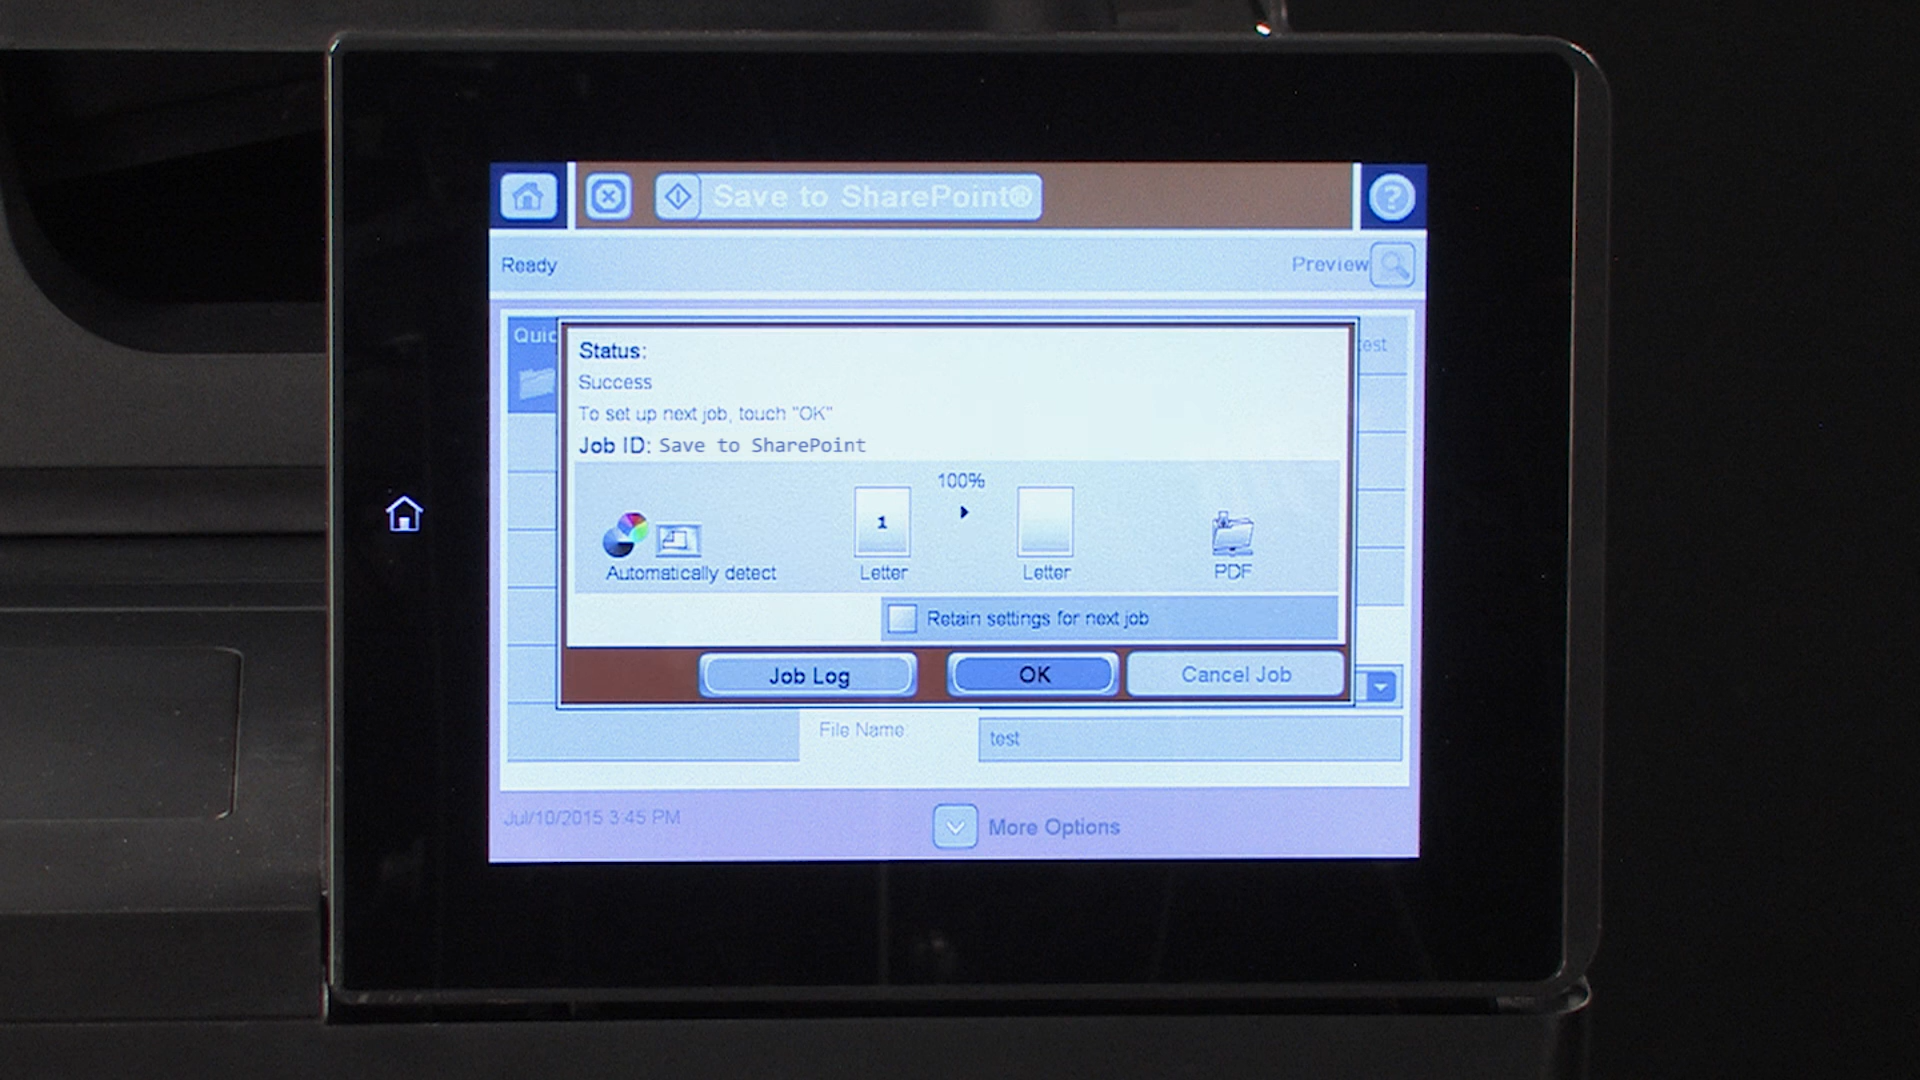 Save to SharePoint®
Ready
Preview
Quic
est
Status:
Success
To set up next job, touch "OK"
Job ID: Save to SharePoint
100%
1
Automatically detect
Letter
Letter
PDF
Retain settings for next job
Job Log
OK
Cancel Job
File Name
test
Jul/10/2015 3:45 PM
More Options